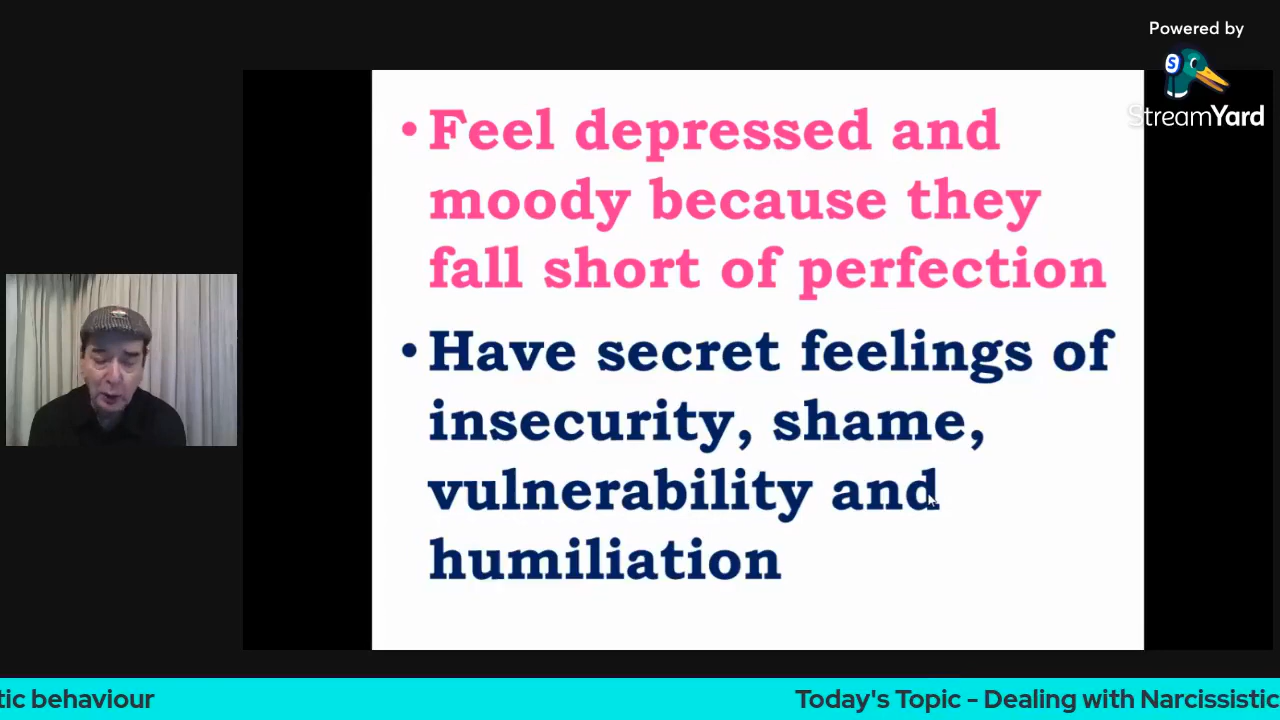 Powered by
S
StreamYard
• Feel depressed and
moody because they
fall short of perfection
• Have secret feelings of
insecurity, shame,
vulnerability and
humiliation
tic behaviour
Today's Topic - Dealing with Narcissistic